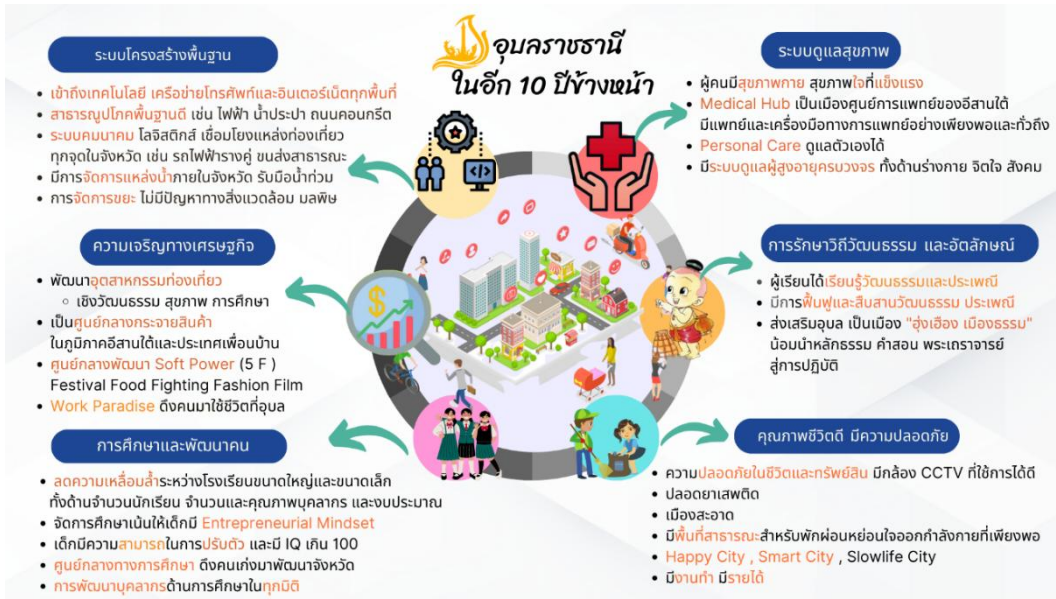 อุบลราชธานี
ในอีก 10 ปีข้างหน้า
ระบบโครงสร้างพื้นฐาน
• เข้าถึงเทคโนโลยี เครือข่ายโทรศัพท์และอินเตอร์เน็ตทุกพื้นที่
• สาธารณูปโภคพื้นฐานดี เช่น ไฟฟ้า น้ำประปา ถนนคอนกรีต
• ระบบคมนาคม โลจิสติกส์ เชื่อมโยงแหล่งท่องเที่ยว
ทุกจุดในจังหวัด เช่น รถไฟฟ้ารางคู่ ขนส่งสาธารณะ
• มีการจัดการแหล่งน้ำภายในจังหวัด รับมือน้ำท่วม
• การจัดการขยะ ไม่มีปัญหาทางสิ่งแวดล้อม มลพิษ
ความเจริญทางเศรษฐกิจ
• พัฒนาอุตสาหกรรมท่องเที่ยว
○ เชิงวัฒนธรรม สุขภาพ การศึกษา
• เป็นศูนย์กลางกระจายสินค้า
ในภูมิภาคอีสานใต้และประเทศเพื่อนบ้าน
• ศูนย์กลางพัฒนา Soft Power (5 F )
Festival Food Fighting Fashion Film
• Work Paradise ดึงคนมาใช้ชีวิตที่อุบล
การศึกษาและพัฒนาคน
• ลดความเหลื่อมล้ำระหว่างโรงเรียนขนาดใหญ่และขนาดเล็ก
ทั้งด้านจำนวนนักเรียน จำนวนและคุณภาพบุคลากร และงบประมาณ
• จัดการศึกษาเน้นให้เด็กมี Entrepreneurial Mindset
• เด็กมีความสามารถในการปรับตัว และมี IQ เกิน 100
• ศูนย์กลางทางการศึกษา ดึงคนเก่งมาพัฒนาจังหวัด
• การพัฒนาบุคลากรด้านการศึกษาในทุกมิติ
ระบบดูแลสุขภาพ
• ผู้คนมีสุขภาพกาย สุขภาพใจที่แข็งแรง
• Medical Hub เป็นเมืองศูนย์การแพทย์ของอีสานใต้
มีแพทย์และเครื่องมือทางการแพทย์อย่างเพียงพอและทั่วถึง
• Personal Care ดูแลตัวเองได้
• มีระบบดูแลผู้สูงอายุครบวงจร ทั้งด้านร่างกาย จิตใจ สังคม
การรักษาวิถีวัฒนธรรม และอัตลักษณ์
• ผู้เรียนได้เรียนรู้วัฒนธรรมและประเพณี
• มีการฟื้นฟูและสืบสานวัฒนธรรม ประเพณี
• ส่งเสริมอุบล เป็นเมือง "ฮุ่งเฮือง เมืองธรรม"
น้อมนำหลักธรรม คำสอน พระเถราจารย์
สู่การปฏิบัติ
คุณภาพชีวิตดี มีความปลอดภัย
• ความปลอดภัยในชีวิตและทรัพย์สิน มีกล้อง CCTV ที่ใช้การได้ดี
• ปลอดยาเสพติด
• เมืองสะอาด
• มีพื้นที่สาธารณะสำหรับพักผ่อนหย่อนใจออกกำลังกายที่เพียงพอ
• Happy City , Smart City , Slowlife City
• มีงานทำ มีรายได้